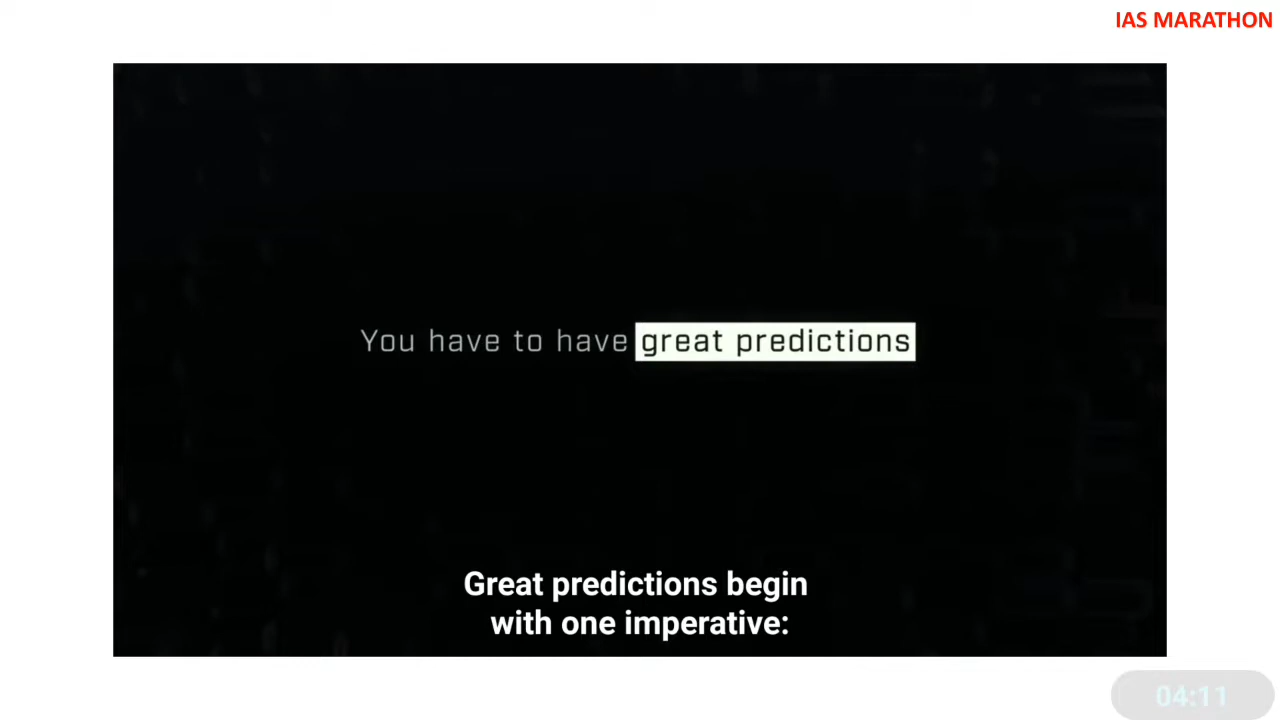 IAS MARATHON
You have to have great predictions
Great predictions begin
with one imperative:
04:11